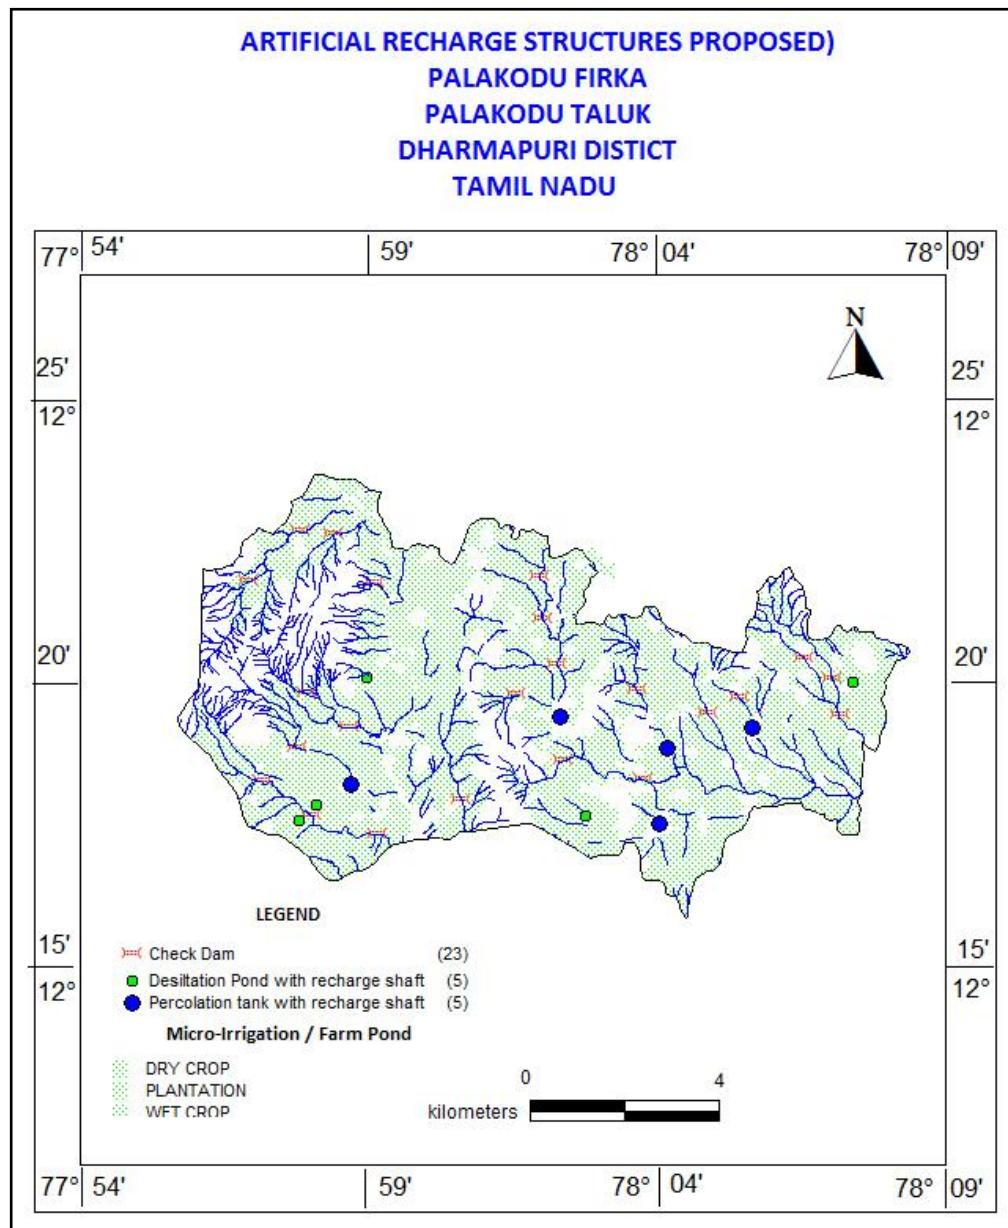 ARTIFICIAL RECHARGE STRUCTURES PROPOSED)
PALAKODU FIRKA
PALAKODU TALUK
DHARMAPURI DISTICT
TAMIL NADU
77° 54' 59' 78° 04' 78° 09'
25' 25'
12° 12°
N
20' 20'
15' 15'
12° 12°
LEGEND
Check Dam (23)
Desiltation Pond with recharge shaft (5)
Percolation tank with recharge shaft (5)
Micro-Irrigation / Farm Pond
DRY CROP
PLANTATION
WET CROP
0 4
kilometers
77° 54' 59' 78° 04' 78° 09'